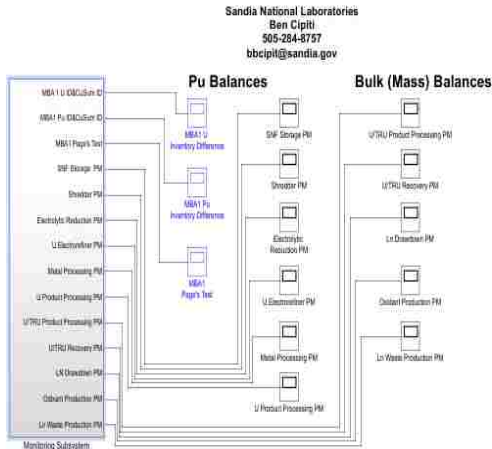 Sandia National Laboratories
Ben Cipiti
505-284-8757
bbcipit@sandia.gov
Pu Balances
Bulk (Mass) Balances
MBA 1 U ID&CuSum ID
MBA1 Pu ID&CuSum ID
MBA1 Page's Test
SNF Storage PM
Shredder PM
Electrolytic Reduction PM
U Electrorefiner PM
Metal Processing PM
U Product Processing PM
U/TRU Product Processing PM
U/TRU Recovery PM
LN Drawdown PM
Oxidant Production PM
Ln Waste Production PM
Monitoring Subsystem
MBA1 U
Inventory Difference
MBA1 Pu
Inventory Difference
MBA1
Page's Test
SNF Storage PM
Shredder PM
Electrolytic
Reduction PM
U Electrorefiner PM
Metal Processing PM
U Product Processing PM
U/TRU Product Processing PM
U/TRU Recovery PM
Ln Drawdown PM
Oxidant Production PM
Ln Waste Production PM